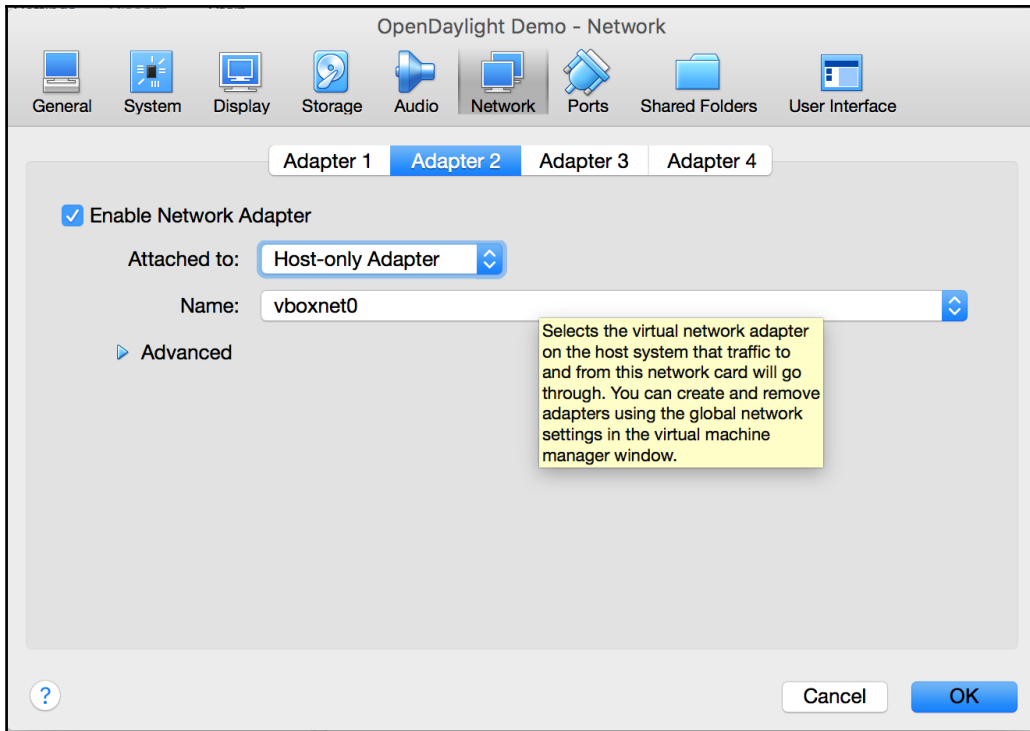 OpenDaylight Demo - Network
General System Display Storage Audio Network Ports Shared Folders User Interface
Adapter 1 Adapter 2 Adapter 3 Adapter 4
Enable Network Adapter
Attached to: Host-only Adapter
Name: vboxnet0
Selects the virtual network adapter
Advanced
on the host system that traffic to
and from this network card will go
through. You can create and remove
adapters using the global network
settings in the virtual machine
manager window.
? Cancel OK